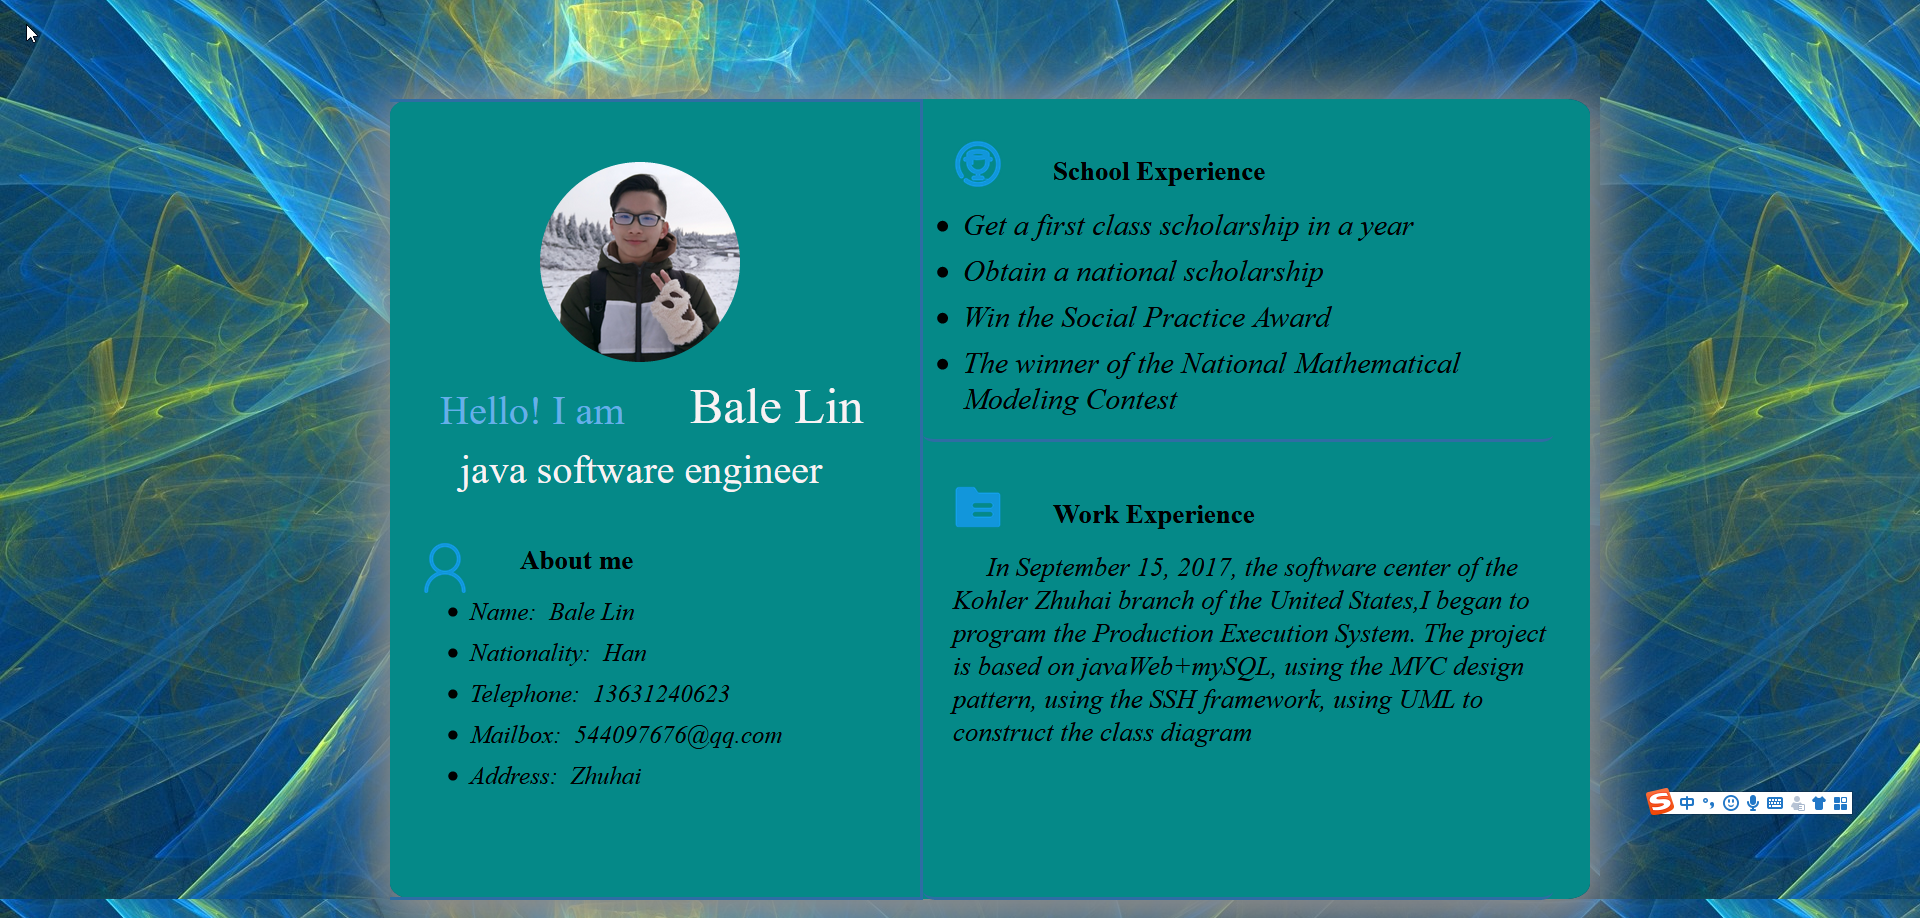 Hello! I am Bale Lin
java software engineer
About me
Name: Bale Lin
Nationality: Han
Telephone: 13631240623
Mailbox: 544097676@qq.com
Address: Zhuhai
School Experience
Get a first class scholarship in a year
Obtain a national scholarship
Win the Social Practice Award
The winner of the National Mathematical
Modeling Contest
Work Experience
In September 15, 2017, the software center of the
Kohler Zhuhai branch of the United States,I began to
program the Production Execution System. The project
is based on javaWeb+mySQL, using the MVC design
pattern, using the SSH framework, using UML to
construct the class diagram
S 中